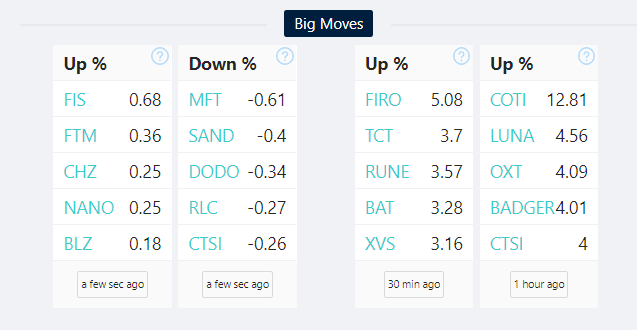 Big Moves
Up %
FIS 0.68
FTM 0.36
CHZ 0.25
NANO 0.25
BLZ 0.18
a few sec ago
Down %
MFT -0.61
SAND -0.4
DODO -0.34
RLC -0.27
CTSI -0.26
a few sec ago
Up %
FIRO 5.08
TCT 3.7
RUNE 3.57
BAT 3.28
XVS 3.16
30 min ago
Up %
COTI 12.81
LUNA 4.56
OXT 4.09
BADGER 4.01
CTSI 4
1 hour ago